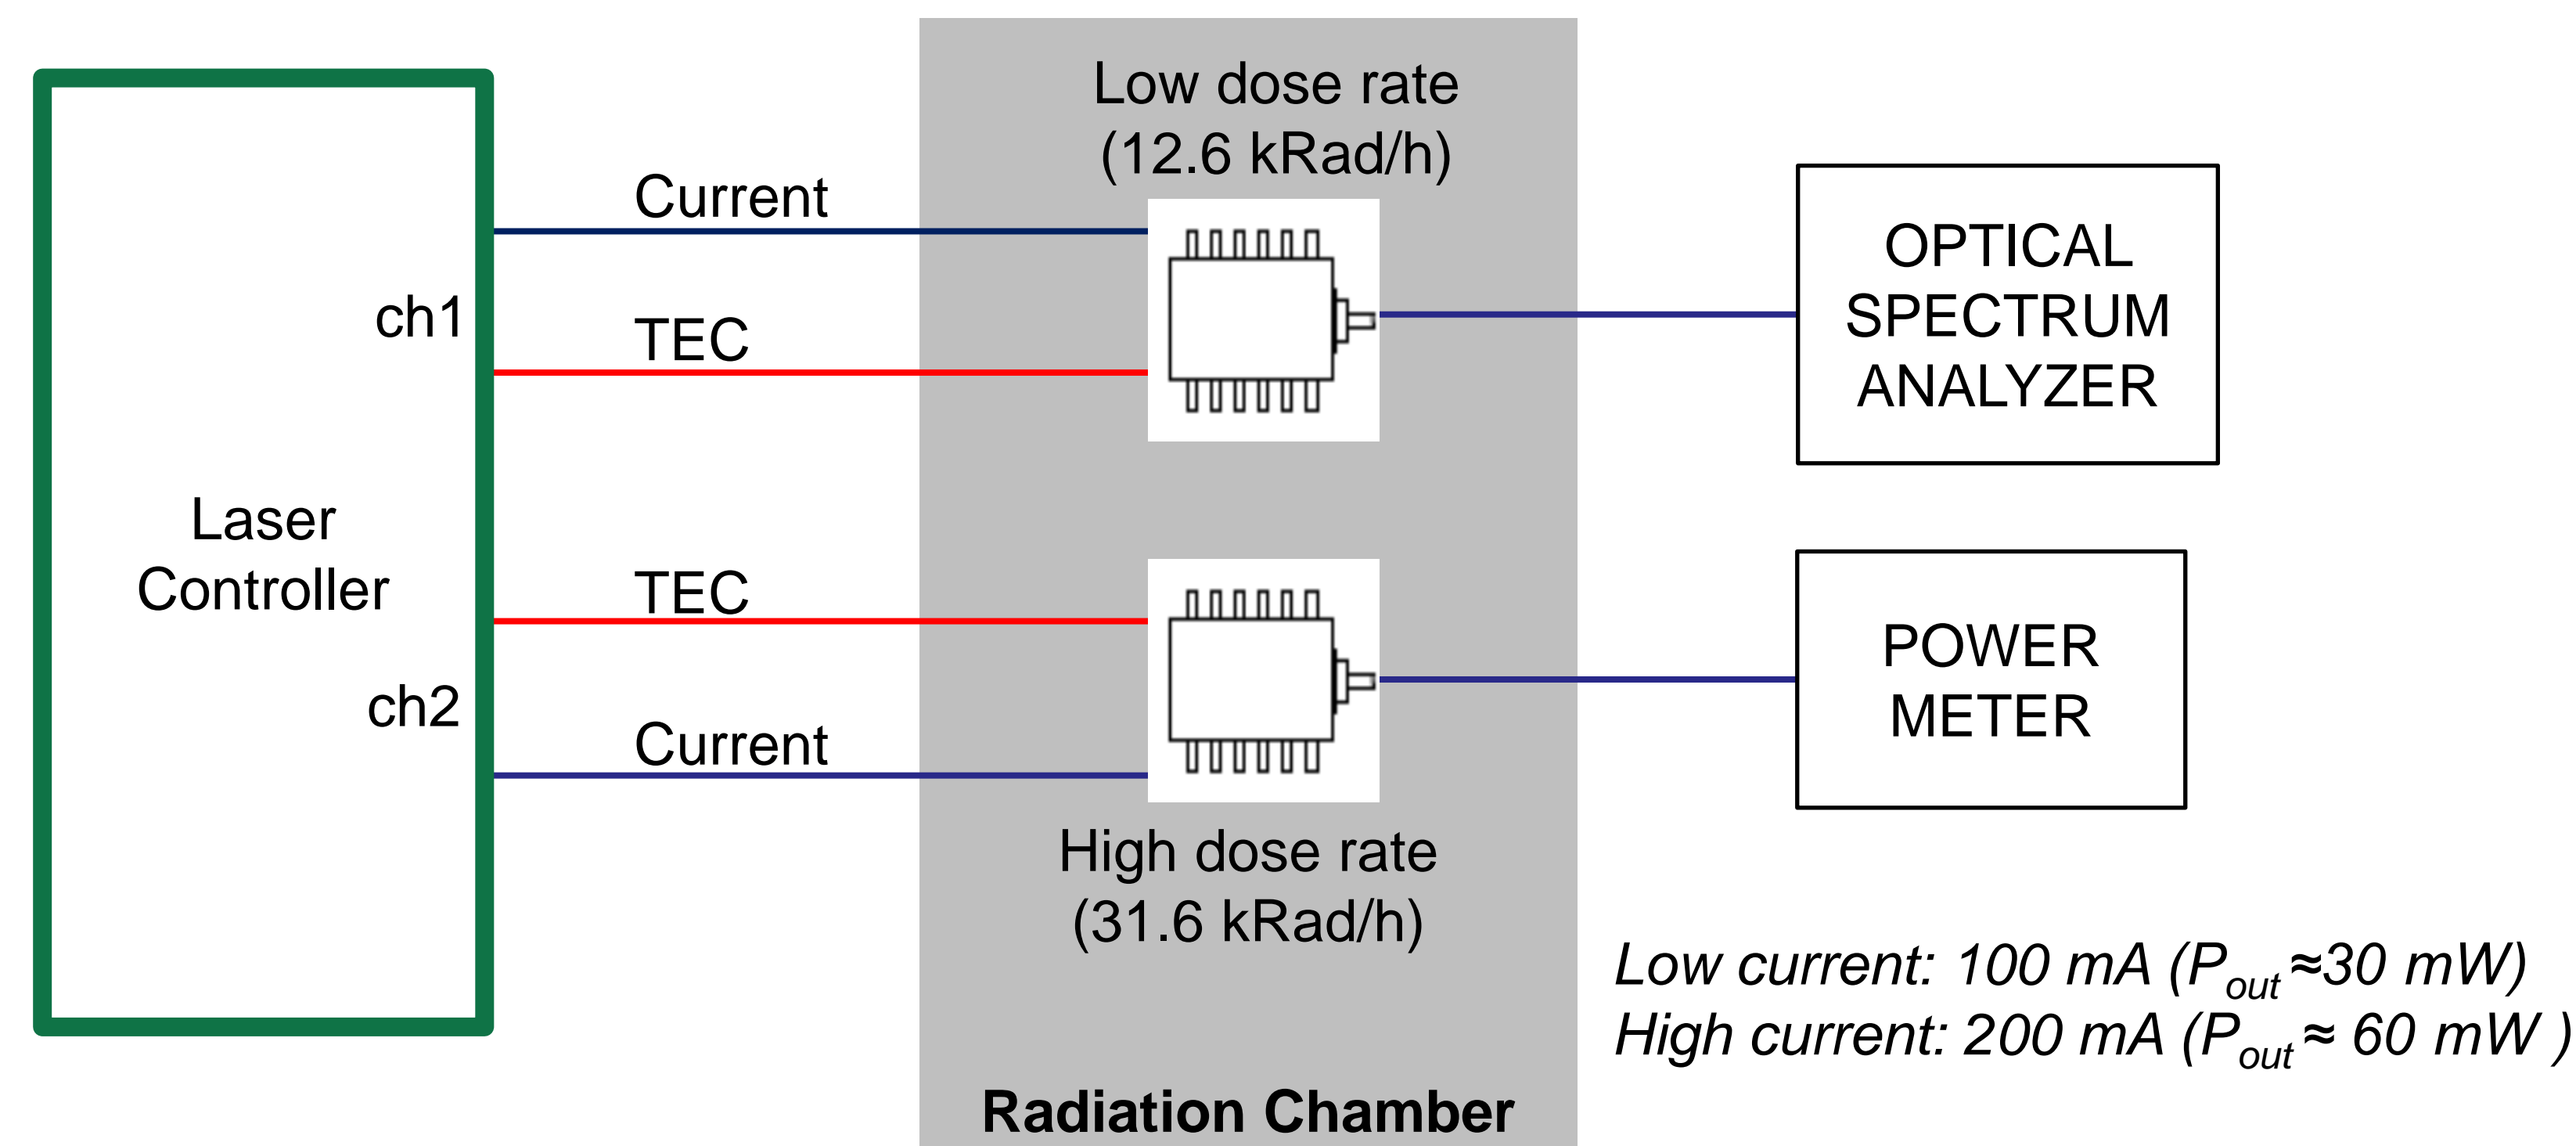 Low dose rate
(12.6 kRad/h)
Current
ch1
TEC
OPTICAL
SPECTRUM
ANALYZER
Laser
Controller
TEC
ch2
Current
POWER
METER
High dose rate
(31.6 kRad/h)
Low current: 100 mA (Pout ≈30 mW)
High current: 200 mA (Pout ≈ 60 mW )
Radiation Chamber